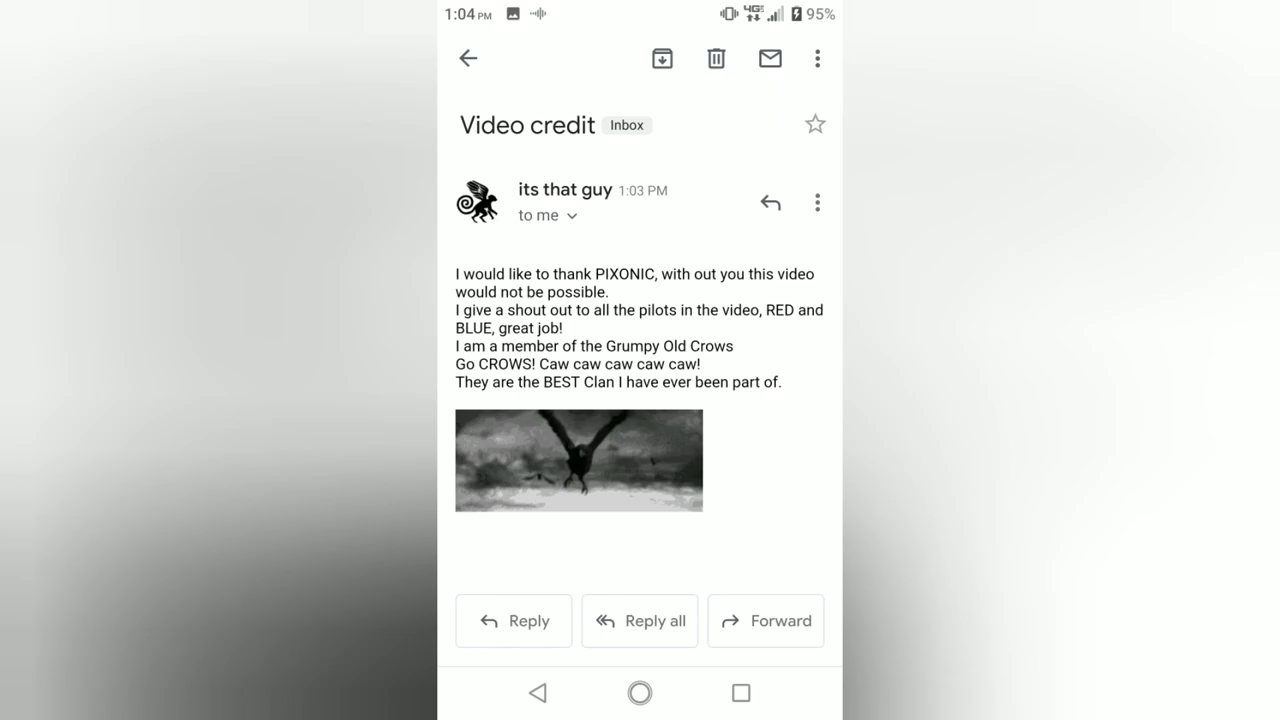 1:04 PM 4G 95%
Video credit Inbox
its that guy 1:03 PM
to me
I would like to thank PIXONIC, with out you this video
would not be possible.
I give a shout out to all the pilots in the video, RED and
BLUE, great job!
I am a member of the Grumpy Old Crows
Go CROWS! Caw caw caw caw caw!
They are the BEST Clan I have ever been part of.
Reply Reply all Forward